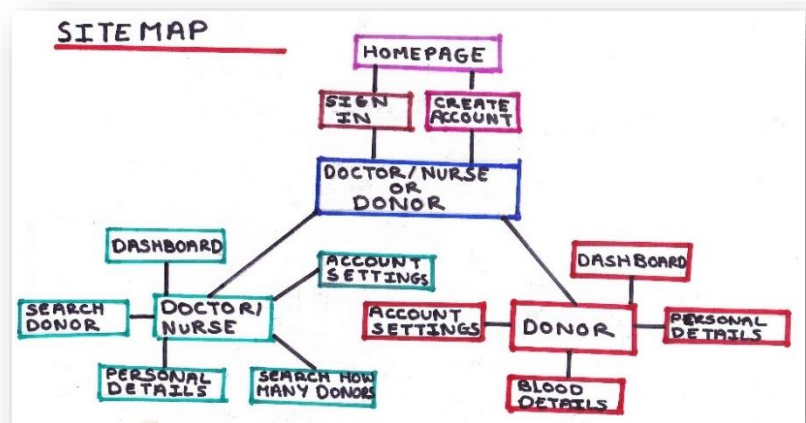 SITEMAP
HOMEPAGE
SIGN
IN
CREATE
ACCOUNT
DOCTOR/NURSE
OR
DONOR
DASHBOARD
ACCOUNT
SETTINGS
SEARCH
DONOR
DOCTOR/
NURSE
PERSONAL
DETAILS
SEARCH HOW
MANY DONORS
DASHBOARD
ACCOUNT
SETTINGS
DONOR
PERSONAL
DETAILS
BLOOD
DETAILS